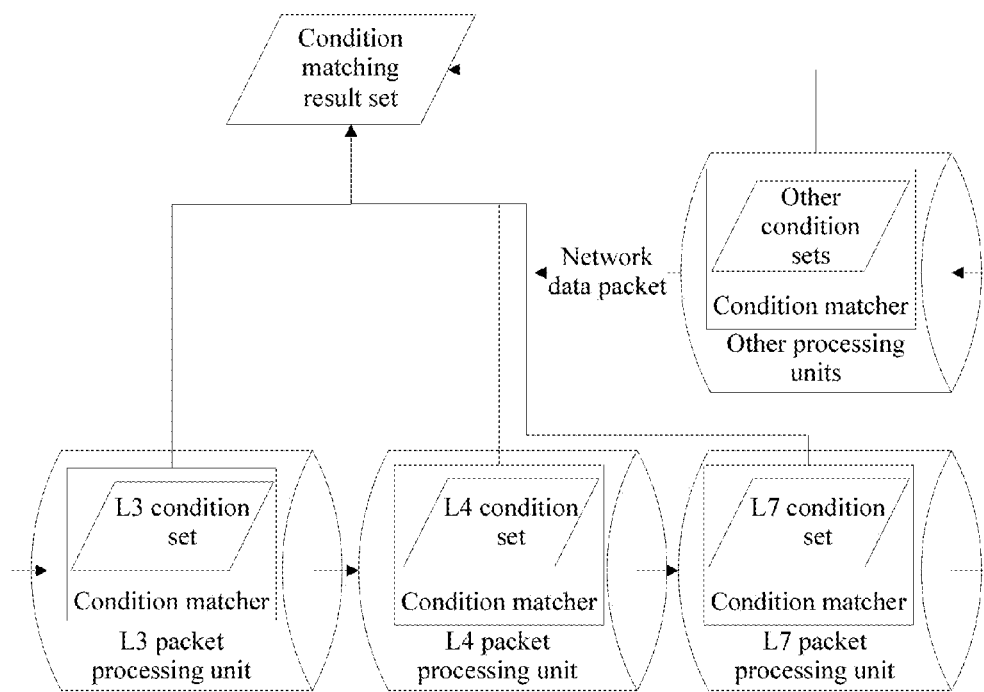 Condition
matching
result set
Other
condition
sets
Network
data packet
Condition matcher
Other processing
units
L3 condition
set
Condition matcher
L3 packet
processing unit
L4 condition
set
Condition matcher
L4 packet
processing unit
L7 condition
set
Condition matcher
L7 packet
processing unit